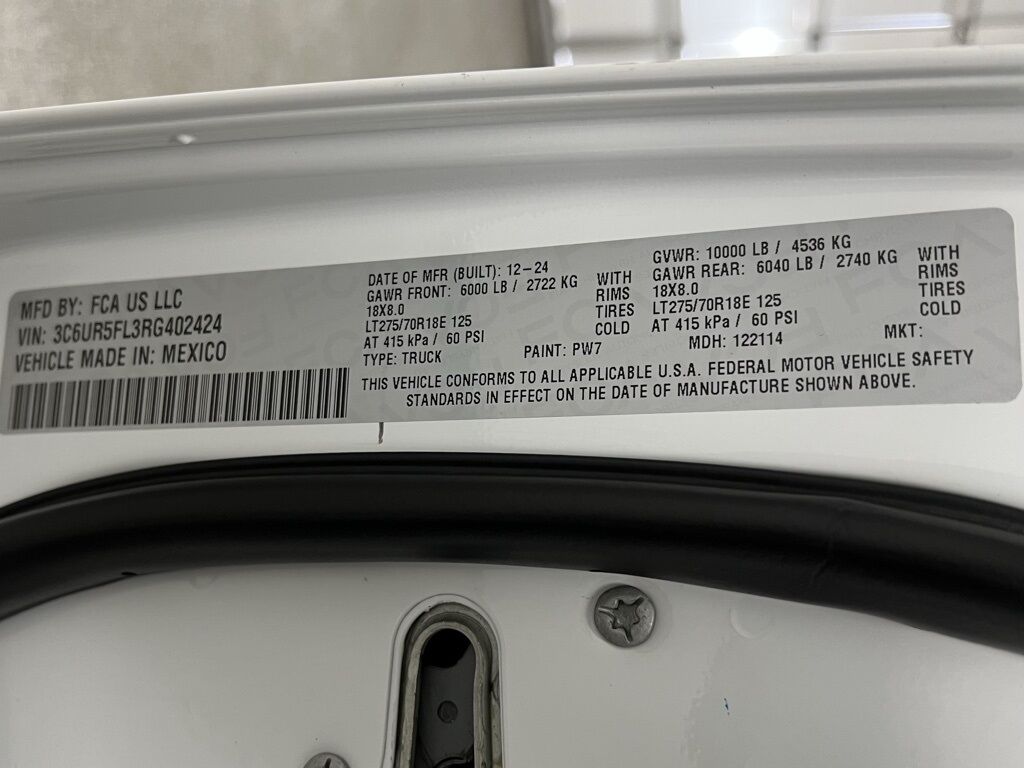 MFD BY: FCA US LLC
VIN: 3C6UR5FL3RG402424
VEHICLE MADE IN: MEXICO
DATE OF MFR (BUILT): 12-24
GAWR FRONT: 6000 LB / 2722 KG WITH
18X8.0 RIMS
LT275/70R18E 125 TIRES
AT 415 kPa / 60 PSI COLD
TYPE: TRUCK PAINT: PW7
GVWR: 10000 LB / 4536 KG
GAWR REAR: 6040 LB / 2740 KG WITH
18X8.0 RIMS
LT275/70R18E 125 TIRES
AT 415 kPa / 60 PSI COLD
MDH: 122114 MKT:
THIS VEHICLE CONFORMS TO ALL APPLICABLE U.S.A. FEDERAL MOTOR VEHICLE SAFETY
STANDARDS IN EFFECT ON THE DATE OF MANUFACTURE SHOWN ABOVE.